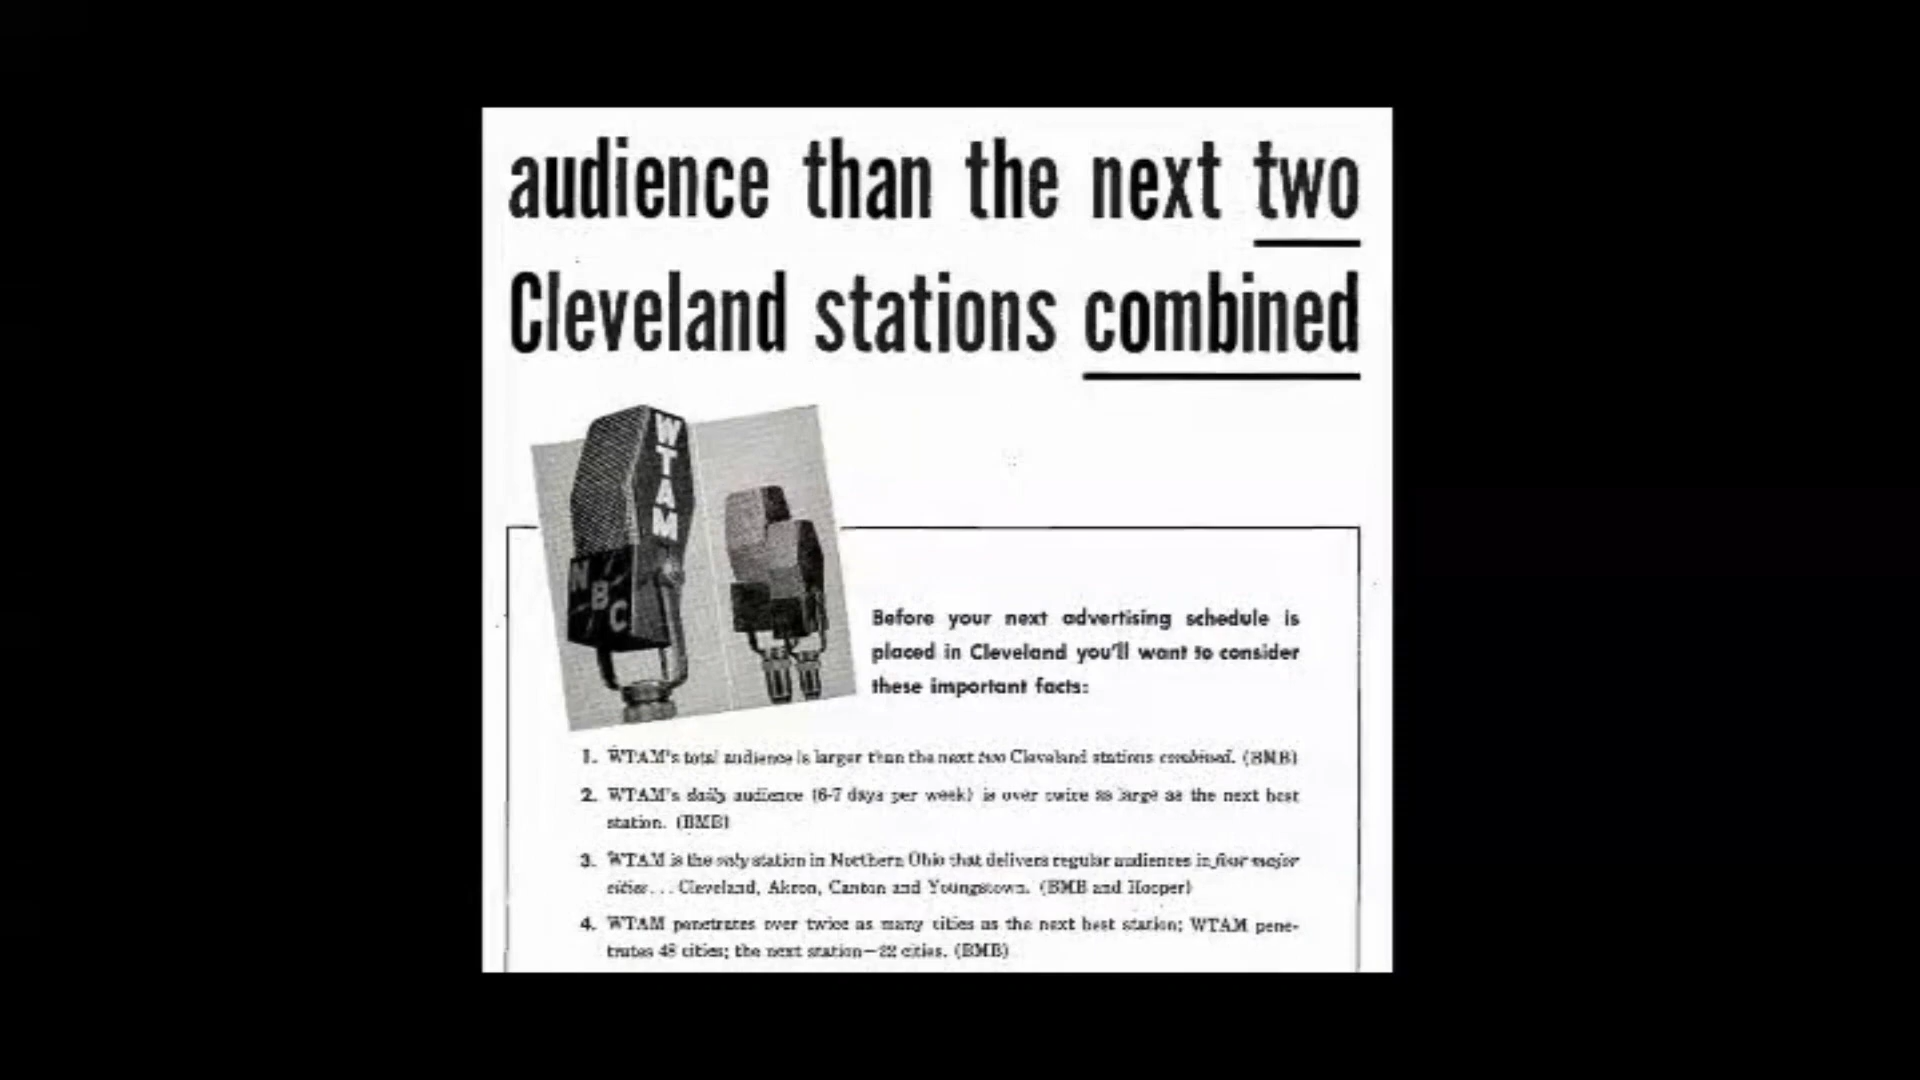 audience than the next two
Cleveland stations combined
WTAM
NBC
Before your next advertising schedule is
placed in Cleveland you'll want to consider
these important facts:
1. WTAM's total audience is larger than the next two Cleveland stations combined. (BMB)
2. WTAM's daily audience (6-7 days per week) is over twice as large as the next best
station. (BMB)
3. WTAM is the only station in Northern Ohio that delivers regular audiences in four major
cities... Cleveland, Akron, Canton and Youngstown. (BMB and Hooper)
4. WTAM penetrates over twice as many cities as the next best station; WTAM pene-
trates 48 cities; the next station—22 cities. (BMB)